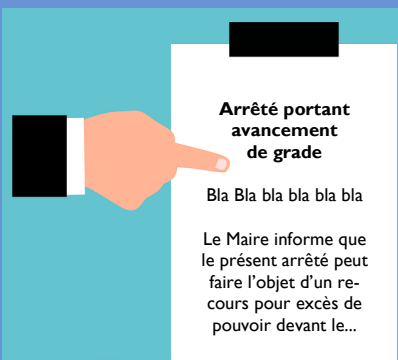 Arrêté portant
avancement
de grade
Bla Bla bla bla bla bla
Le Maire informe que
le présent arrêté peut
faire l'objet d'un re-
cours pour excès de
pouvoir devant le...